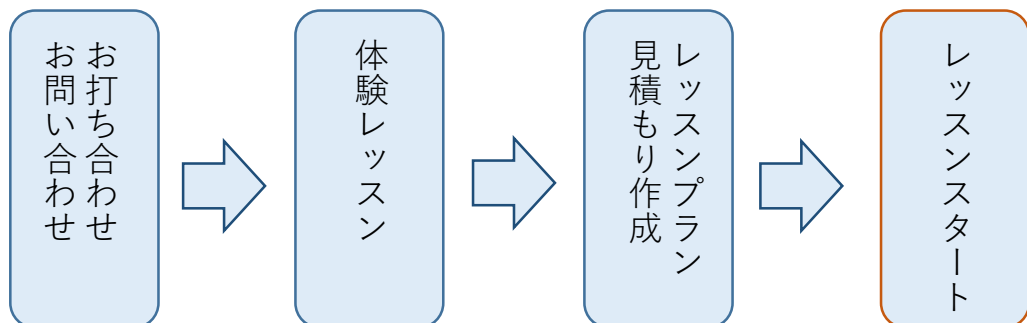 お打ち合わせ
お問い合わせ
体験レッスン
レッスンプラン
見積もり作成
レッスンスタート